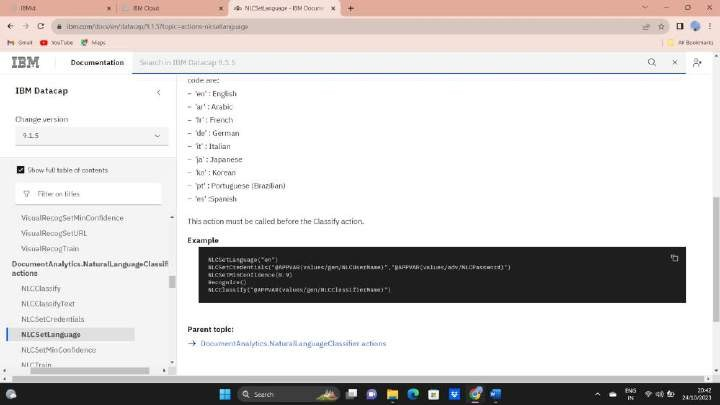 IBMid
IBM Cloud
NLCSetLanguage - IBM Docume
ibm.com/docs/en/datacap/9.1.5?topic=actions-nlcsetlanguage
Gmail
YouTube
Maps
All Bookmarks
IBM
Documentation
Search in IBM Datacap 9.1.5
IBM Datacap
Change version
9.1.5
Show full table of contents
Filter on titles
VisualRecogSetMinConfidence
VisualRecogSetURL
VisualRecogTrain
DocumentAnalytics.NaturalLanguageClassifi
actions
NLCClassify
NLCClassifyText
NLCSetCredentials
NLCSetLanguage
NLCSetMinConfidence
NLCTrain
code are:
– 'en' : English
– 'ar' : Arabic
– 'fr' : French
– 'de' : German
– 'it' : Italian
– 'ja' : Japanese
– 'ko' : Korean
– 'pt' : Portuguese (Brazilian)
– 'es' :Spanish
This action must be called before the Classify action.
Example
NLCSetLanguage("en")
NLCSetCredentials("@APPVAR(values/gen/NLCUserName)","@APPVAR(values/adv/NLCPassword)")
NLCSetMinConfidence(0.9)
Recognize()
NLCClassify("@APPVAR(values/gen/NLCClassifierName)")
Parent topic:
→ DocumentAnalytics.NaturalLanguageClassifier actions
Search
ENG
IN
20:42
24/10/2023